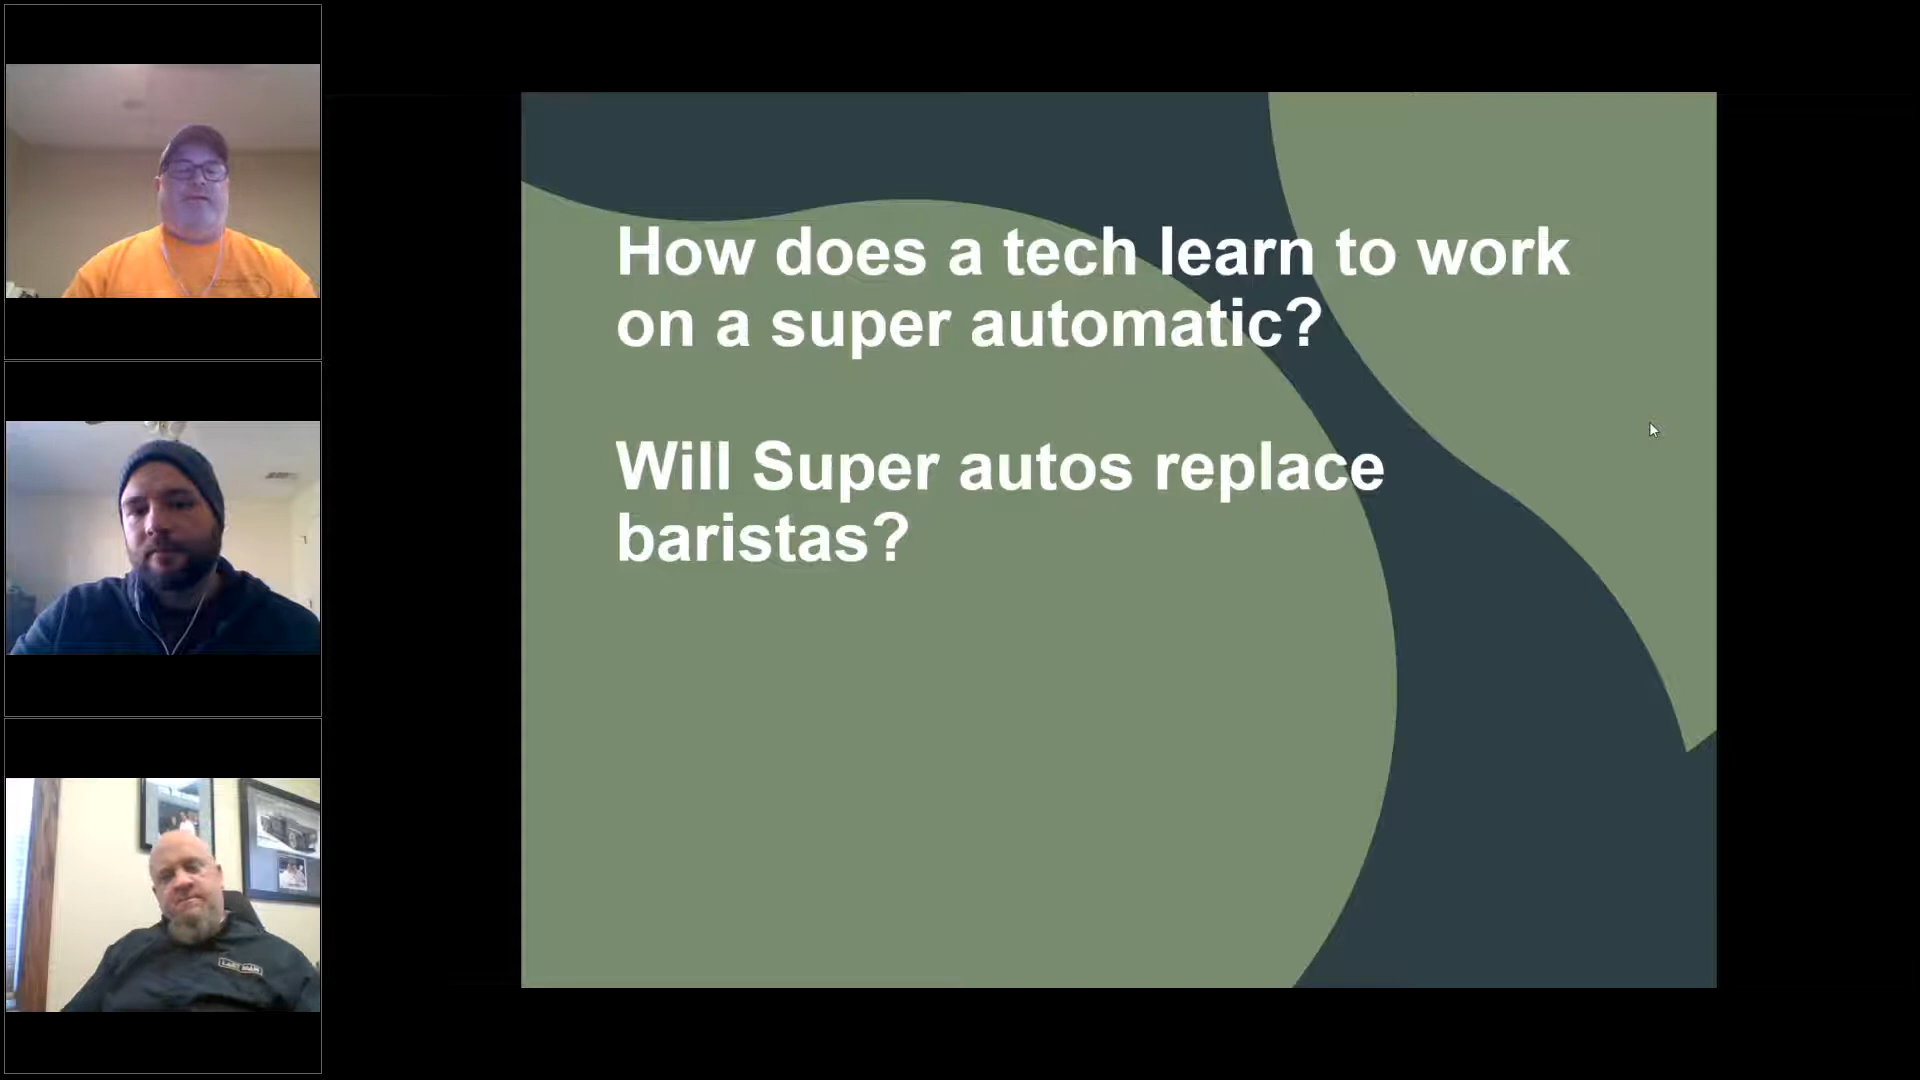 How does a tech learn to work
on a super automatic?
Will Super autos replace
baristas?